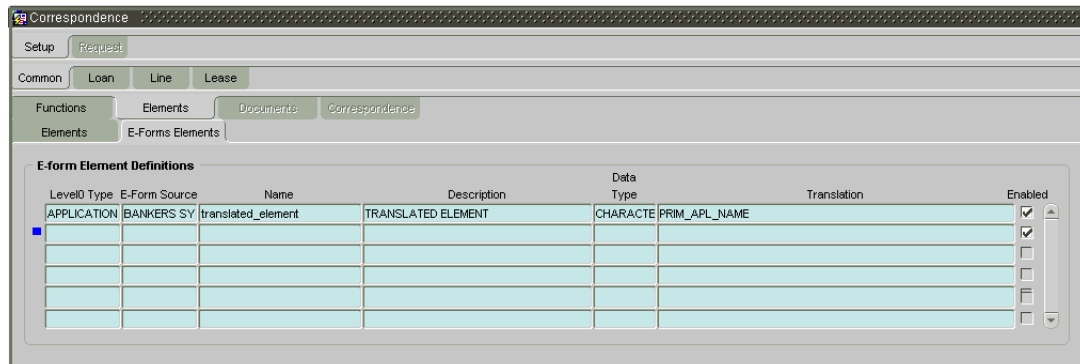 Correspondence
Setup Request
Common Loan Line Lease
Functions Elements Documents Correspondence
Elements E-Forms Elements
E-form Element Definitions
Data
Level0 Type E-Form Source Name Description Type Translation Enabled
APPLICATION BANKERS SY translated_element TRANSLATED ELEMENT CHARACTE PRIM_APL_NAME